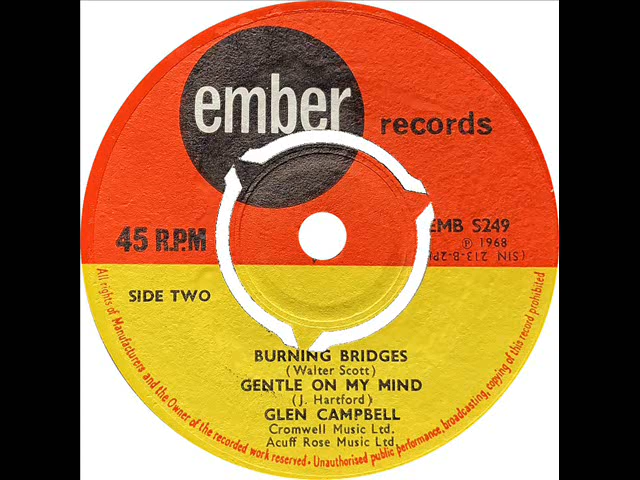 ember
records
EMB S249
℗ 1968
45 R.P.M
SIDE TWO
BURNING BRIDGES
(Walter Scott)
GENTLE ON MY MIND
(J. Hartford)
GLEN CAMPBELL
Cromwell Music Ltd.
Acuff Rose Music Ltd.
All rights of Manufacturers and the Owner of the recorded work reserved - Unauthorised public performance, broadcasting, copying of this record prohibited